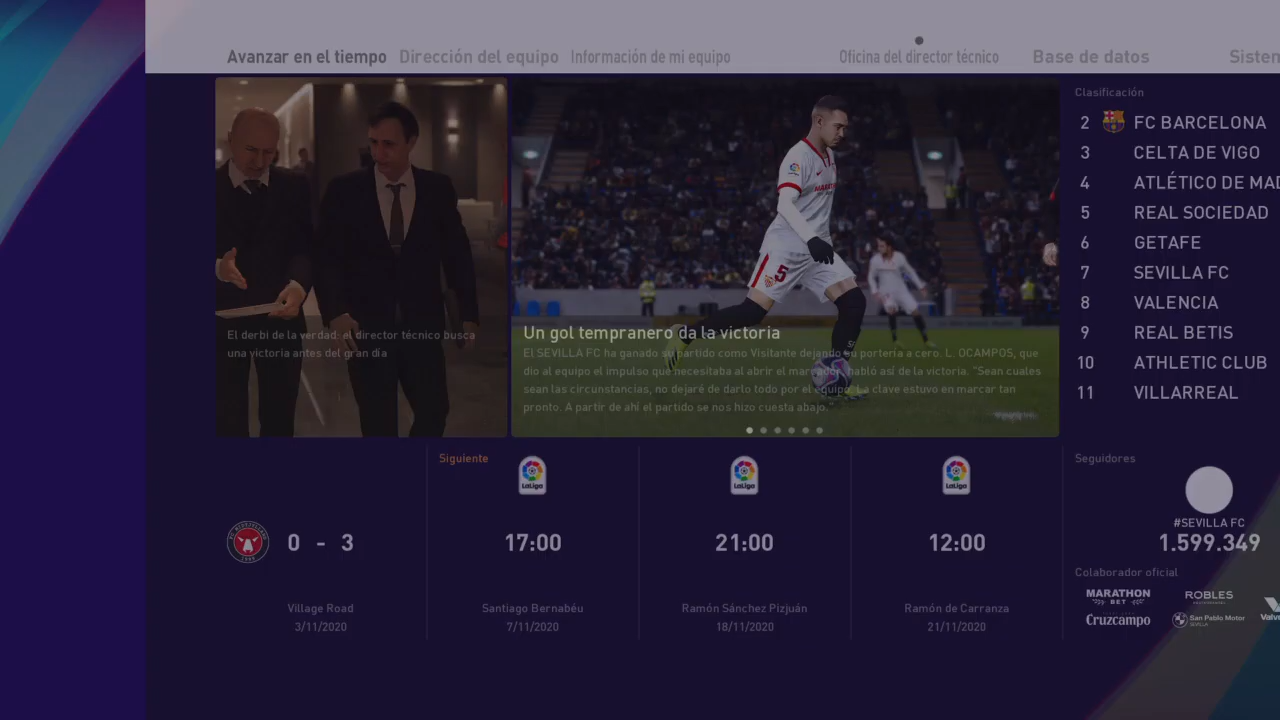 Avanzar en el tiempo
Dirección del equipo
Información de mi equipo
Oficina del director técnico
Base de datos
Sistem
El derbi de la verdad: el director técnico busca
una victoria antes del gran día
Un gol tempranero da la victoria
El SEVILLA FC ha ganado su partido como Visitante dejando su portería a cero. L. OCAMPOS, que
dio al equipo el impulso que necesitaba al abrir el marcador, habló así de la victoria. "Sean cuales
sean las circunstancias, no dejaré de darlo todo por el equipo. La clave estuvo en marcar tan
pronto. A partir de ahí el partido se nos hizo cuesta abajo.
5
Clasificación
2 FC BARCELONA
3 CELTA DE VIGO
4 ATLÉTICO DE MAD
5 REAL SOCIEDAD
6 GETAFE
7 SEVILLA FC
8 VALENCIA
9 REAL BETIS
10 ATHLETIC CLUB
11 VILLARREAL
0 - 3
Village Road
3/11/2020
Siguiente
LaLiga
17:00
Santiago Bernabéu
7/11/2020
LaLiga
21:00
Ramón Sánchez Pizjuán
18/11/2020
LaLiga
12:00
Ramón de Carranza
21/11/2020
Seguidores
#SEVILLA FC
1.599.349
Colaborador oficial
MARATHON
BET
ROBLES
Cruzcampo
San Pablo Motor
SEVILLA
Valv